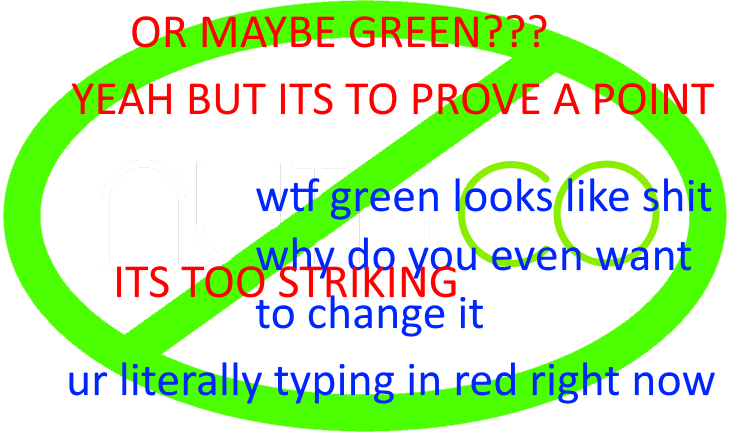 OR MAYBE GREEN???
YEAH BUT ITS TO PROVE A POINT
wtf green looks like shit
why do you even want
to change it
ITS TOO STRIKING
ur literally typing in red right now